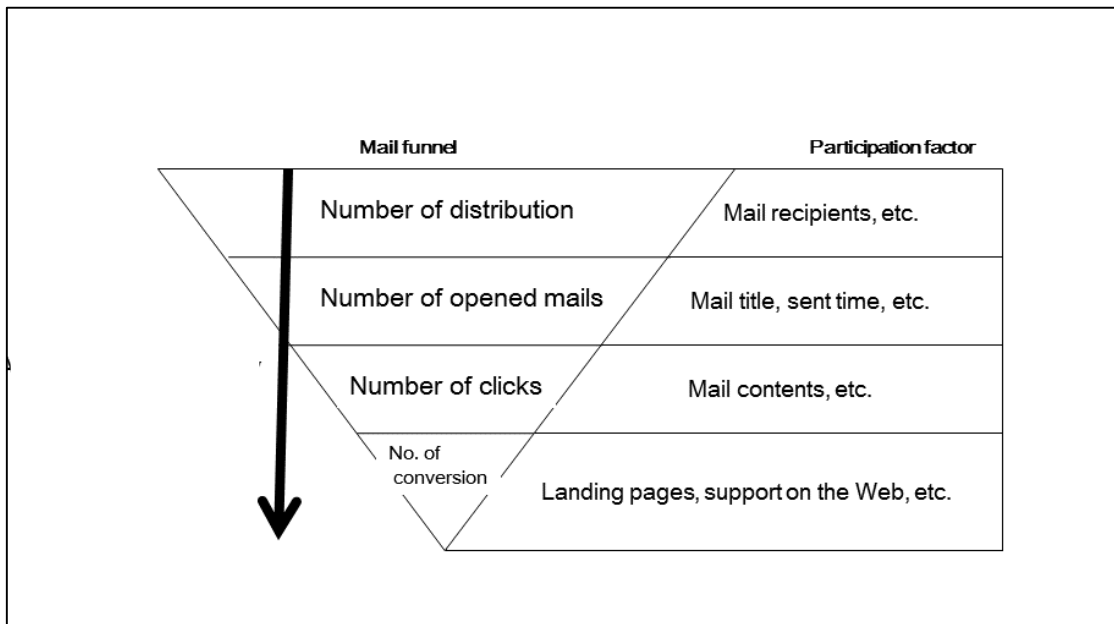 Mail funnel
Participation factor
Number of distribution
Mail recipients, etc.
Number of opened mails
Mail title, sent time, etc.
Number of clicks
Mail contents, etc.
No. of
conversion
Landing pages, support on the Web, etc.